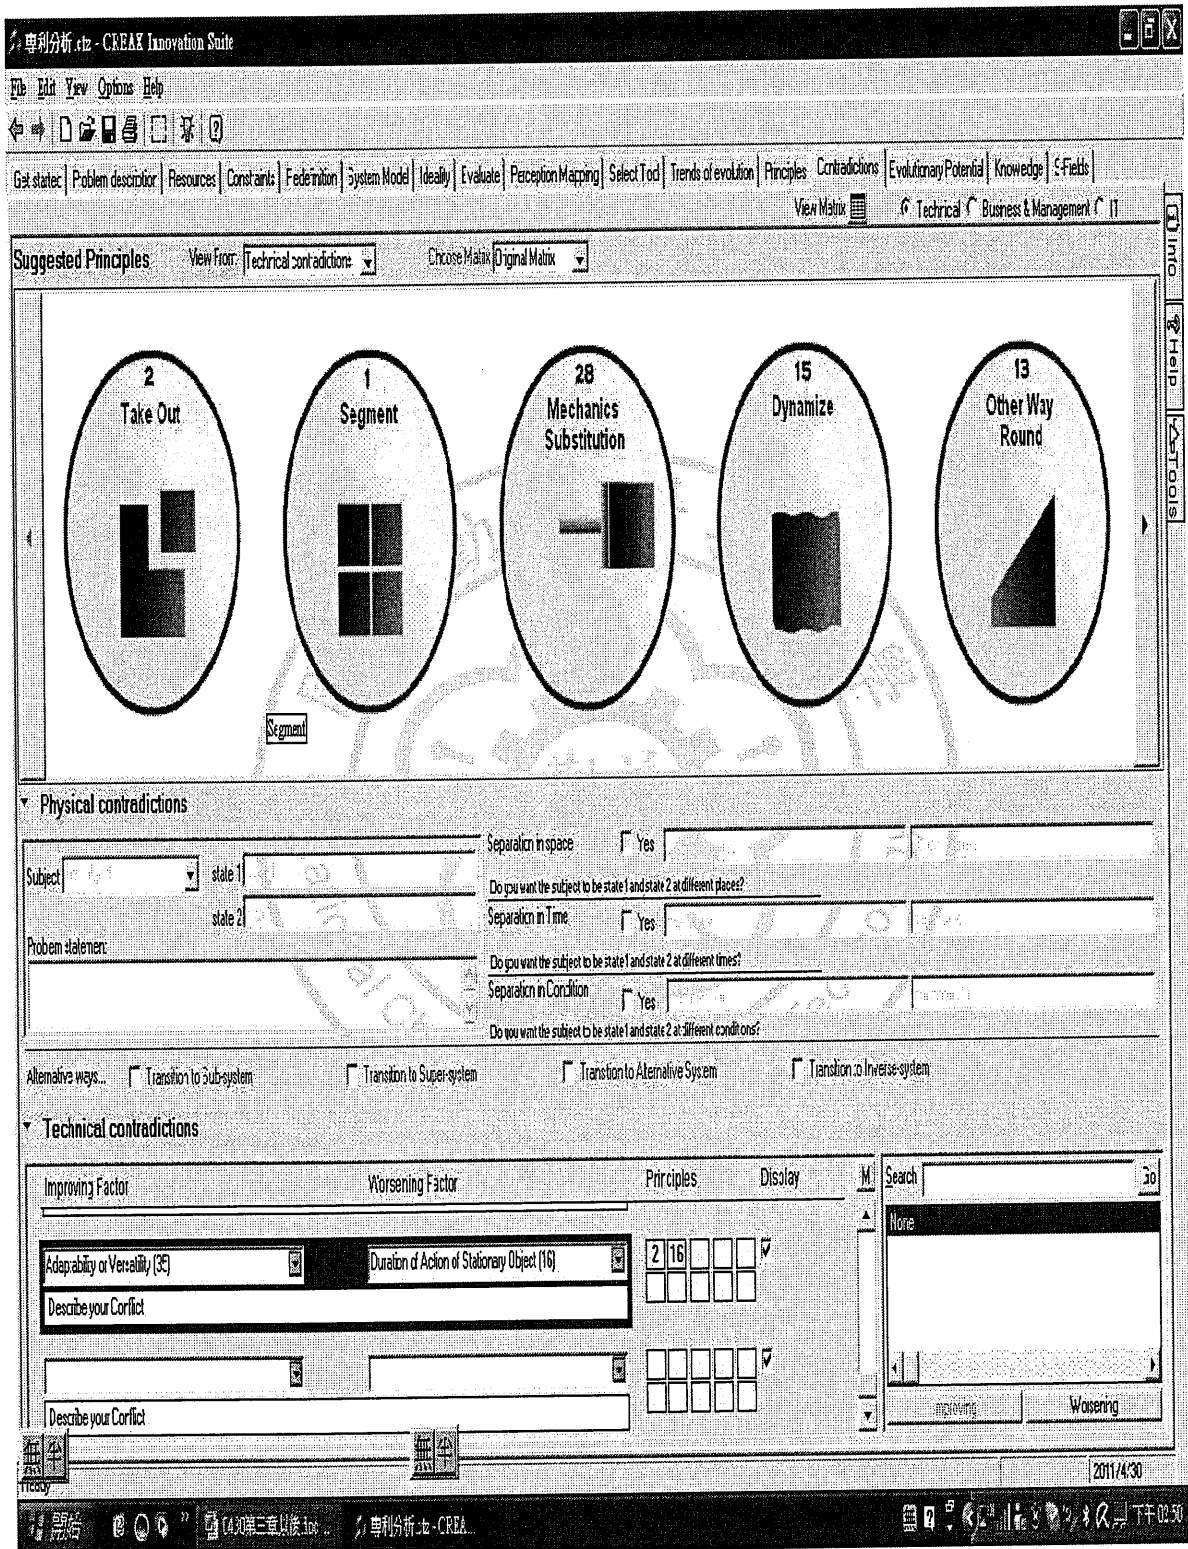 專利分析.ctz - CREAX Innovation Suite
File Edit View Options Help
Get started Problem description Resources Constraints Redefinition System Model Ideality Evaluate Perception Mapping Select Tool Trends of evolution Principles Contradictions Evolutionary Potential Knowledge S-Fields
View Matrix Technical Business & Management IT
Info
Help
Tools
Suggested Principles View From: Technical contradictions Choose Matrix Original Matrix
2
Take Out
1
Segment
28
Mechanics
Substitution
15
Dynamize
13
Other Way
Round
Segment
Physical contradictions
Subject state 1
state 2
Problem statement
Separation in space Yes
Do you want the subject to be state 1 and state 2 at different places?
Separation in Time Yes
Do you want the subject to be state 1 and state 2 at different times?
Separation in Condition Yes
Do you want the subject to be state 1 and state 2 at different conditions?
Alternative ways... Transition to Sub-system Transition to Super-system Transition to Alternative System Transition to Inverse-system
Technical contradictions
Improving Factor Worsening Factor Principles Display M
Adaptability or Versatility (35) Duration of Action of Stationary Object (16) 2 16
Describe your Conflict
Describe your Conflict
Search Go
None
Improving Worsening
無 半 無 半
Ready 2011/4/30
開始 專利分析.ctz - CREA... 下午 02:50